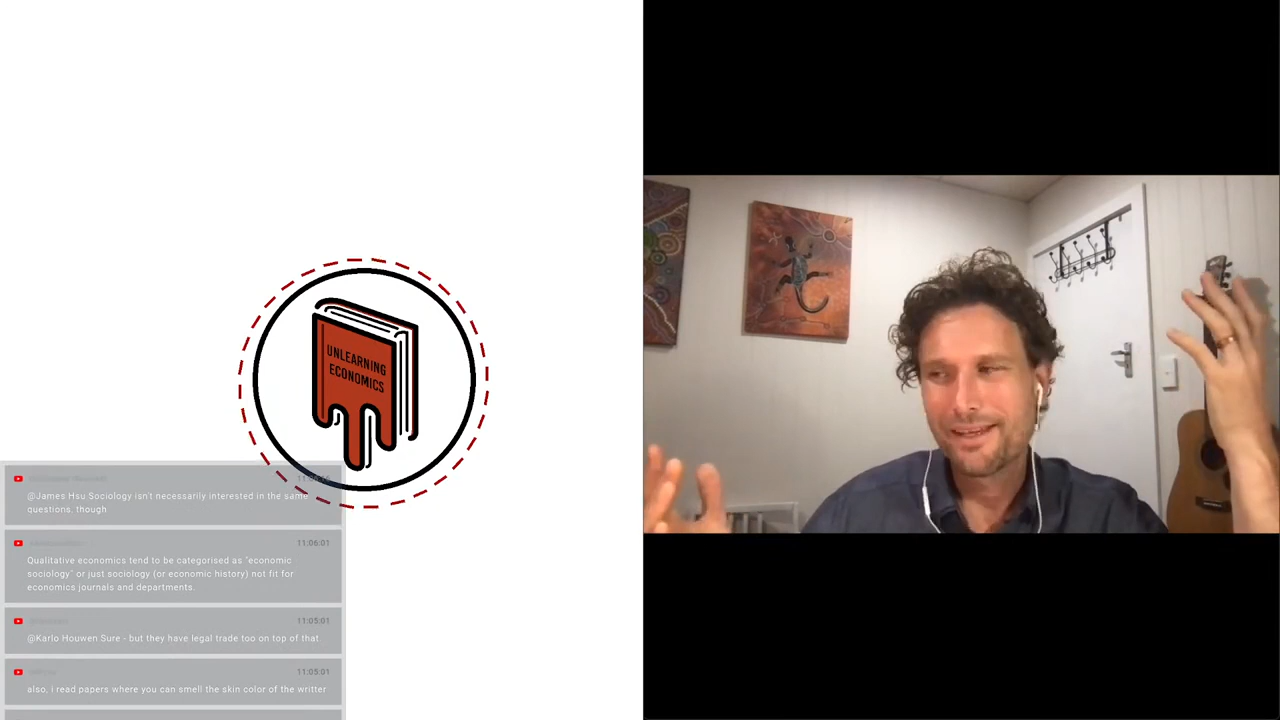 UNLEARNING
ECONOMICS
@James Hsu Sociology isn't necessarily interested in the same
questions, though
11:06:01
Qualitative economics tend to be categorised as "economic
sociology" or just sociology (or economic history) not fit for
economics journals and departments.
11:05:01
@Karlo Houwen Sure - but they have legal trade too on top of that
11:05:01
also, i read papers where you can smell the skin color of the writter